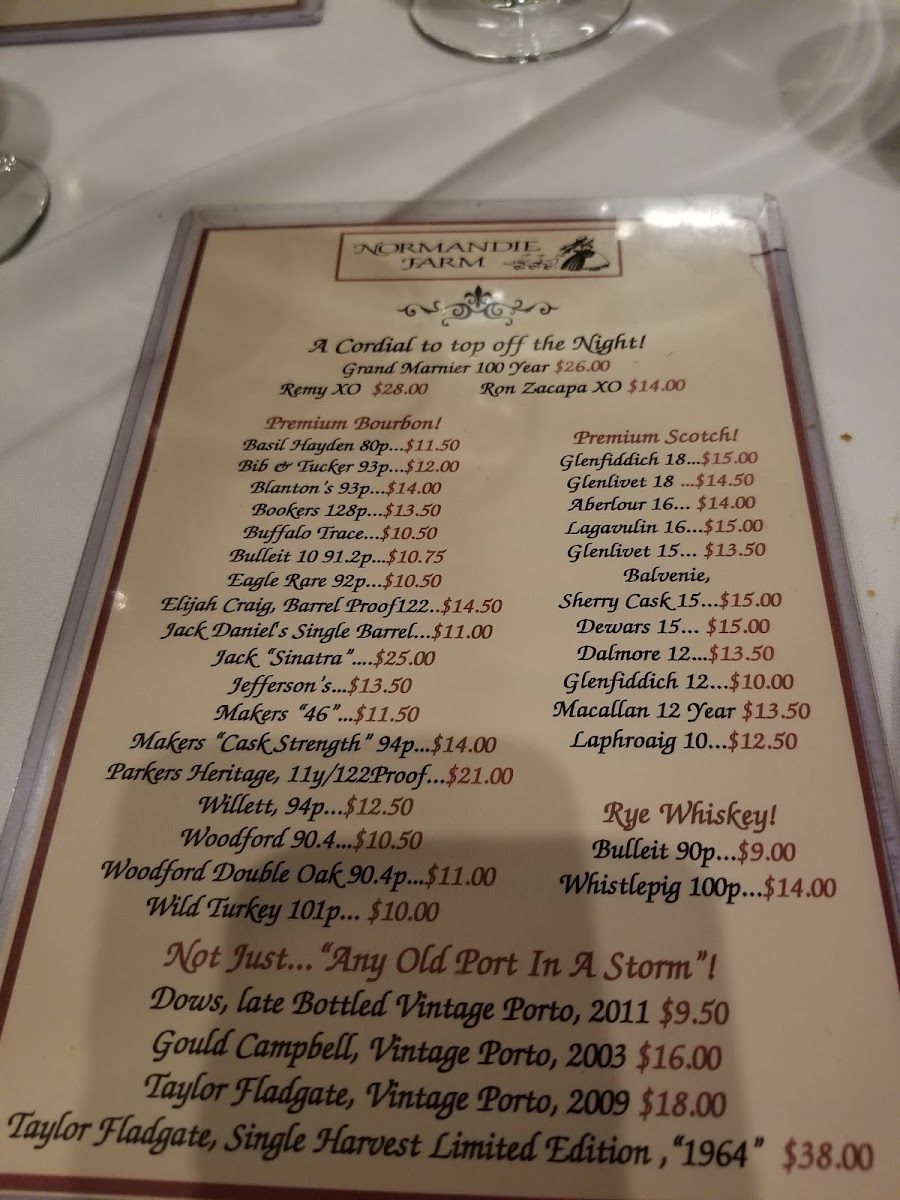 NORMANDIE
FARM
A Cordial to top off the Night!
Grand Marnier 100 Year $26.00
Remy XO $28.00 Ron Zacapa XO $14.00
Premium Bourbon!
Basil Hayden 80p...$11.50
Bib & Tucker 93p...$12.00
Blanton's 93p...$14.00
Bookers 128p...$13.50
Buffalo Trace...$10.50
Bulleit 10 91.2p...$10.75
Eagle Rare 92p...$10.50
Elijah Craig, Barrel Proof122..$14.50
Jack Daniel's Single Barrel...$11.00
Jack "Sinatra"....$25.00
Jefferson's...$13.50
Makers "46"...$11.50
Makers "Cask Strength" 94p...$14.00
Parkers Heritage, 11y/122Proof...$21.00
Willett, 94p...$12.50
Woodford 90.4...$10.50
Woodford Double Oak 90.4p...$11.00
Wild Turkey 101p... $10.00
Premium Scotch!
Glenfiddich 18...$15.00
Glenlivet 18 ...$14.50
Aberlour 16... $14.00
Lagavulin 16...$15.00
Glenlivet 15... $13.50
Balvenie,
Sherry Cask 15...$15.00
Dewars 15... $15.00
Dalmore 12...$13.50
Glenfiddich 12...$10.00
Macallan 12 Year $13.50
Laphroaig 10...$12.50
Rye Whiskey!
Bulleit 90p...$9.00
Whistlepig 100p...$14.00
Not Just... "Any Old Port In A Storm"!
Dows, late Bottled Vintage Porto, 2011 $9.50
Gould Campbell, Vintage Porto, 2003 $16.00
Taylor Fladgate, Vintage Porto, 2009 $18.00
Taylor Fladgate, Single Harvest Limited Edition ,"1964" $38.00